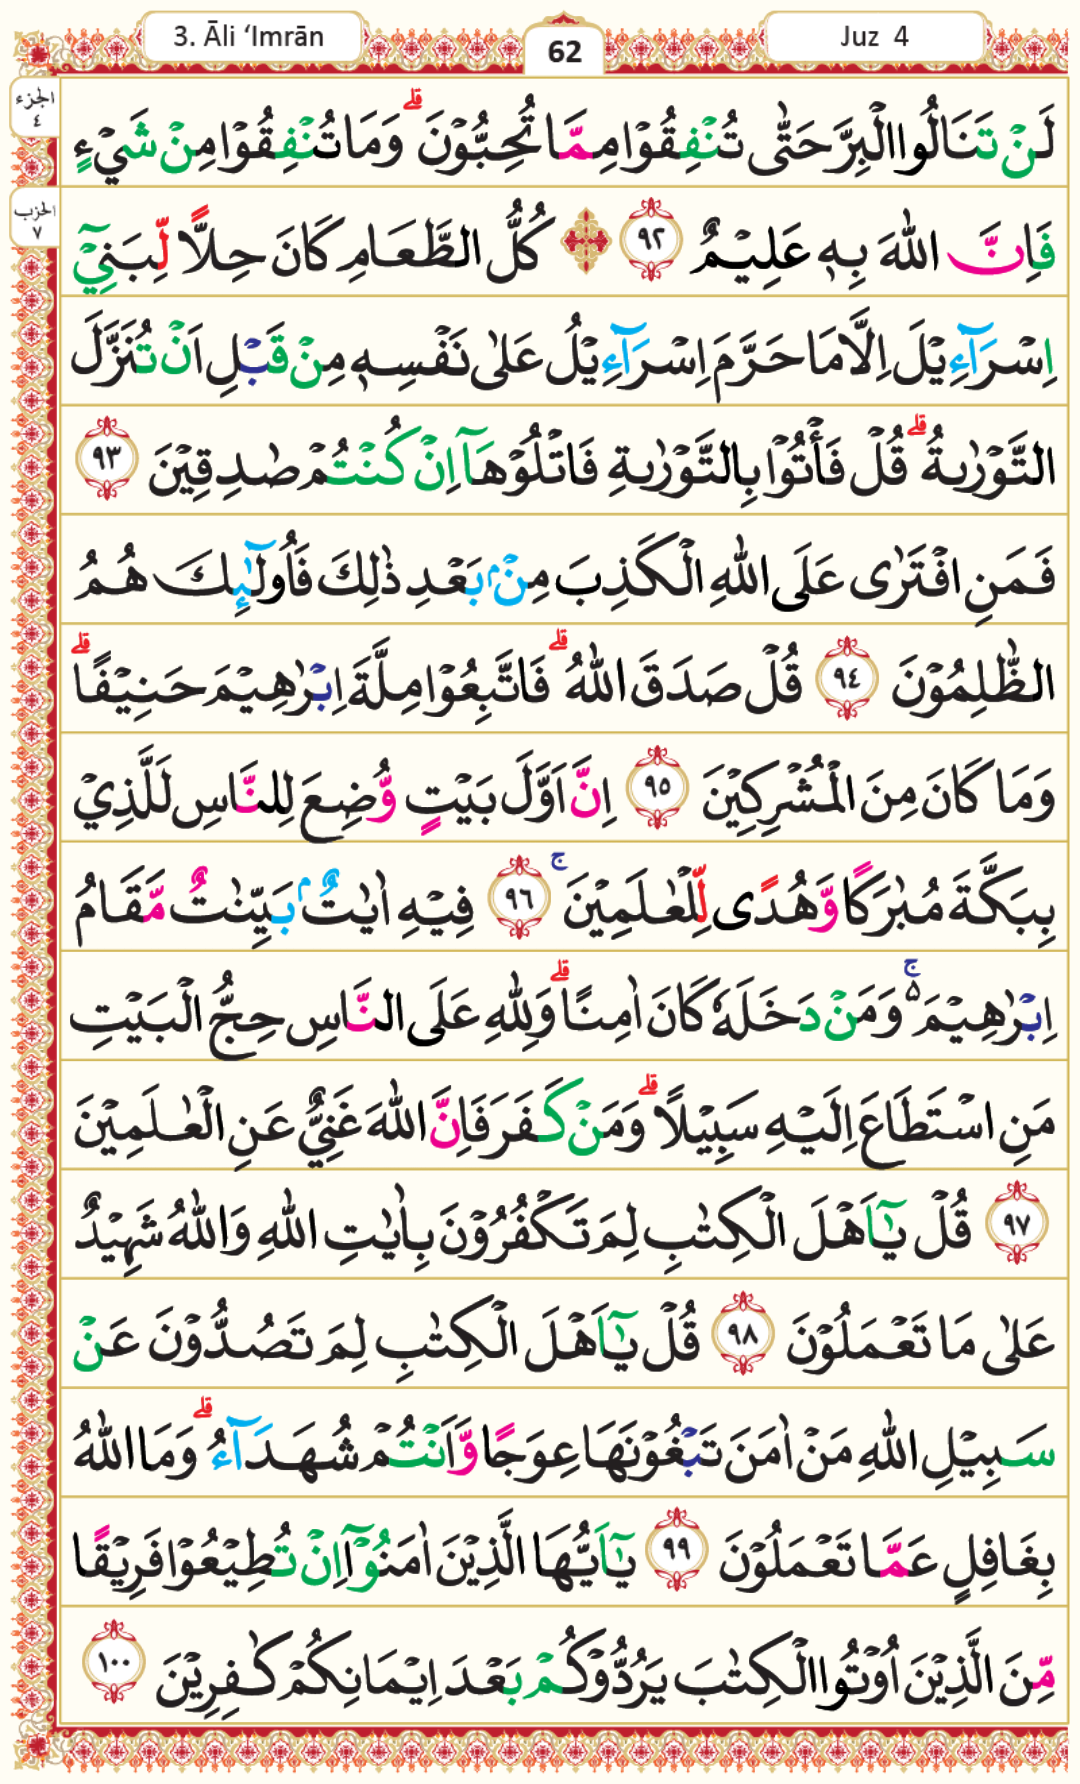 3. Āli ‘Imrān
62
Juz 4
الجزء
٤
لَنْ تَنَالُوا الْبِرَّ حَتّٰى تُنْفِقُوْا مِمَّا تُحِبُّوْنَ ۗ وَمَا تُنْفِقُوْا مِنْ شَيْءٍ
الحزب
٧
فَاِنَّ اللّٰهَ بِهٖ عَلِيْمٌ ٩٢ ۞ كُلُّ الطَّعَامِ كَانَ حِلًّا لِّبَنِيْٓ
اِسْرَاۤءِيْلَ اِلَّا مَا حَرَّمَ اِسْرَاۤءِيْلُ عَلٰى نَفْسِهٖ مِنْ قَبْلِ اَنْ تُنَزَّلَ
التَّوْرٰىةُ ۗ قُلْ فَأْتُوْا بِالتَّوْرٰىةِ فَاتْلُوْهَآ اِنْ كُنْتُمْ صٰدِقِيْنَ ٩٣
فَمَنِ افْتَرٰى عَلَى اللّٰهِ الْكَذِبَ مِنْۢ بَعْدِ ذٰلِكَ فَاُولٰۤىِٕكَ هُمُ
الظّٰلِمُوْنَ ٩٤ قُلْ صَدَقَ اللّٰهُ ۗ فَاتَّبِعُوْا مِلَّةَ اِبْرٰهِيْمَ حَنِيْفًا ۗ
وَمَا كَانَ مِنَ الْمُشْرِكِيْنَ ٩٥ اِنَّ اَوَّلَ بَيْتٍ وُّضِعَ لِلنَّاسِ لَلَّذِيْ
بِبَكَّةَ مُبٰرَكًا وَّهُدًى لِّلْعٰلَمِيْنَ ۚ ٩٦ فِيْهِ اٰيٰتٌۢ بَيِّنٰتٌ مَّقَامُ
اِبْرٰهِيْمَ ەۚ وَمَنْ دَخَلَهٗ كَانَ اٰمِنًا ۗ وَلِلّٰهِ عَلَى النَّاسِ حِجُّ الْبَيْتِ
مَنِ اسْتَطَاعَ اِلَيْهِ سَبِيْلًا ۗ وَمَنْ كَفَرَ فَاِنَّ اللّٰهَ غَنِيٌّ عَنِ الْعٰلَمِيْنَ
٩٧ قُلْ يٰٓاَهْلَ الْكِتٰبِ لِمَ تَكْفُرُوْنَ بِاٰيٰتِ اللّٰهِ وَاللّٰهُ شَهِيْدٌ
عَلٰى مَا تَعْمَلُوْنَ ٩٨ قُلْ يٰٓاَهْلَ الْكِتٰبِ لِمَ تَصُدُّوْنَ عَنْ
سَبِيْلِ اللّٰهِ مَنْ اٰمَنَ تَبْغُوْنَهَا عِوَجًا وَّاَنْتُمْ شُهَدَاۤءُ ۗ وَمَا اللّٰهُ
بِغَافِلٍ عَمَّا تَعْمَلُوْنَ ٩٩ يٰٓاَيُّهَا الَّذِيْنَ اٰمَنُوْٓا اِنْ تُطِيْعُوْا فَرِيْقًا
مِّنَ الَّذِيْنَ اُوْتُوا الْكِتٰبَ يَرُدُّوْكُمْ بَعْدَ اِيْمَانِكُمْ كٰفِرِيْنَ ١٠٠